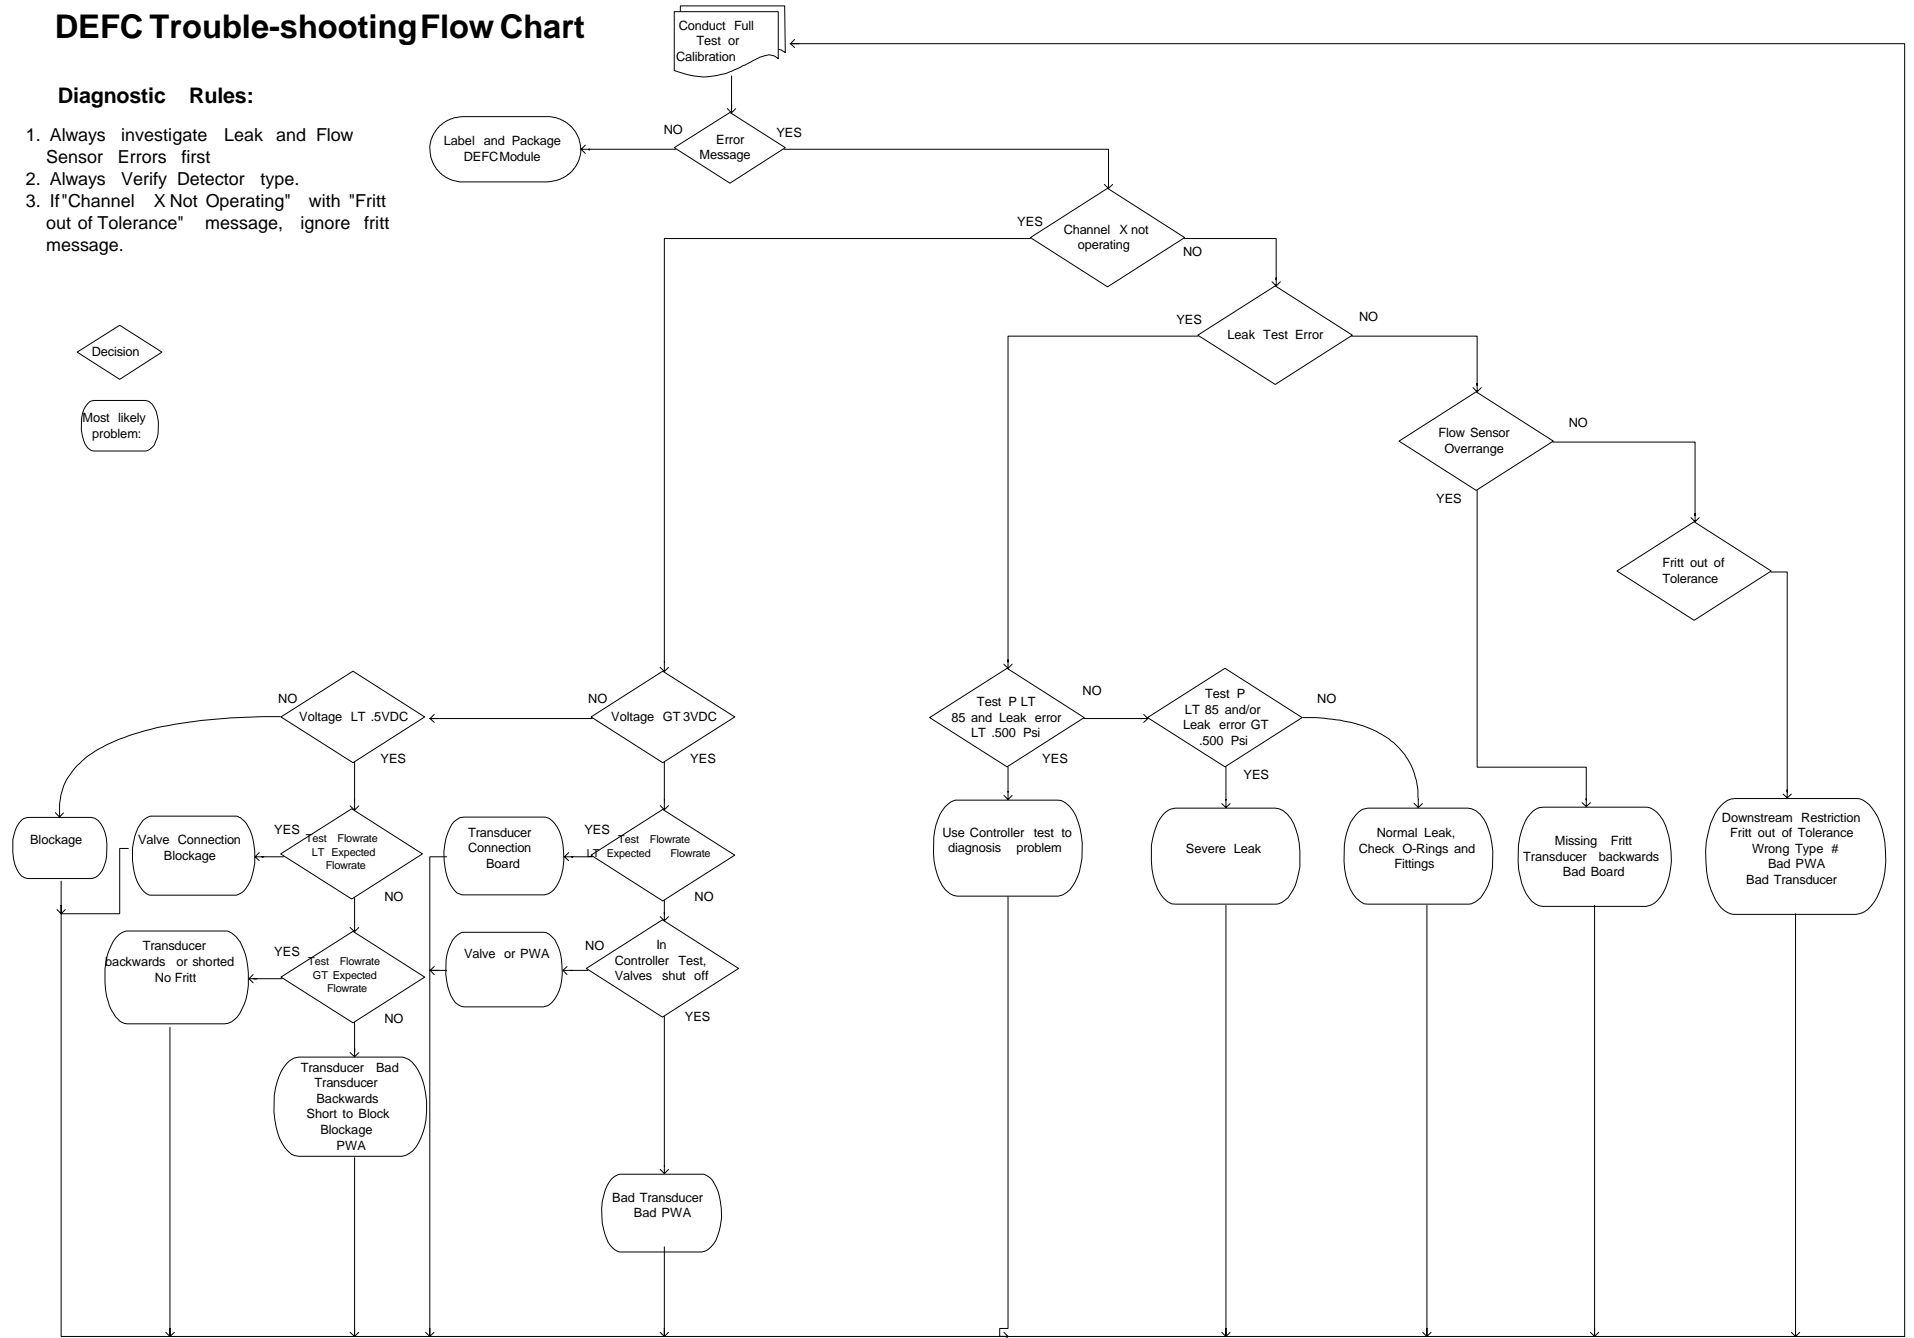 DEFC Trouble-shooting Flow Chart
Diagnostic Rules:
1. Always investigate Leak and Flow
Sensor Errors first
2. Always Verify Detector type.
3. If "Channel X Not Operating" with "Fritt
out of Tolerance" message, ignore fritt
message.
Decision
Most likely
problem:
Conduct Full
Test or
Calibration
NO
Error
Message
YES
Label and Package
DEFC Module
YES
Channel X not
operating
NO
YES
Leak Test Error
NO
Flow Sensor
Overrange
NO
YES
Fritt out of
Tolerance
NO
Voltage LT .5VDC
YES
NO
Voltage GT 3VDC
YES
Test P LT
85 and Leak error
LT .500 Psi
NO
YES
Test P
LT 85 and/or
Leak error GT
.500 Psi
NO
YES
Blockage
Valve Connection
Blockage
YES
Test Flowrate
LT Expected
Flowrate
NO
Transducer
Connection
Board
YES
Test Flowrate
LT Expected Flowrate
NO
Use Controller test to
diagnosis problem
Severe Leak
Normal Leak,
Check O-Rings and
Fittings
Missing Fritt
Transducer backwards
Bad Board
Downstream Restriction
Fritt out of Tolerance
Wrong Type #
Bad PWA
Bad Transducer
Transducer
backwards or shorted
No Fritt
YES
Test Flowrate
GT Expected
Flowrate
NO
Valve or PWA
NO
In
Controller Test,
Valves shut off
YES
Transducer Bad
Transducer
Backwards
Short to Block
Blockage
PWA
Bad Transducer
Bad PWA